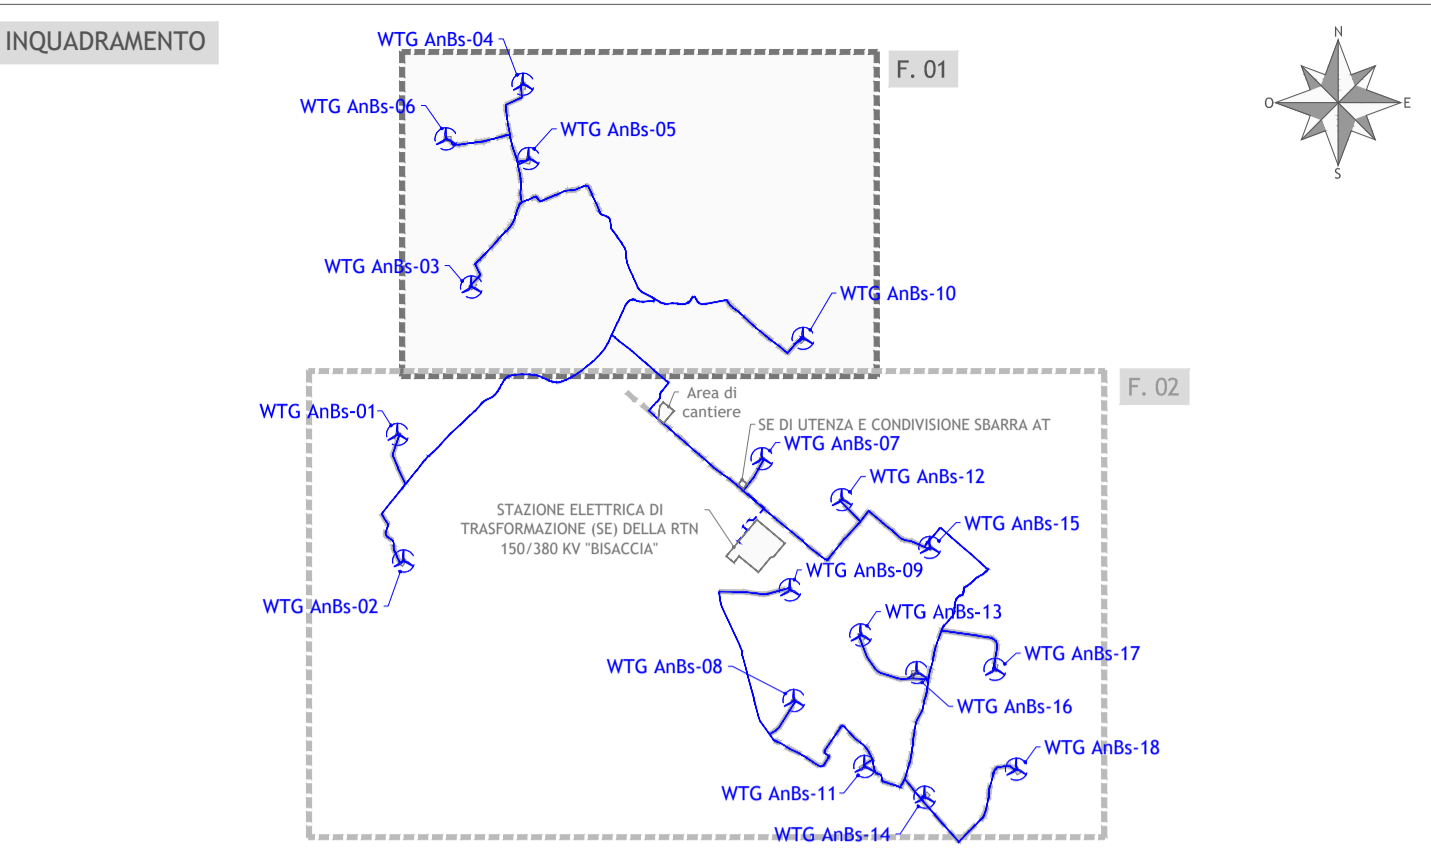 INQUADRAMENTO
WTG AnBs-04
F. 01
N
O
E
S
WTG AnBs-06
WTG AnBs-05
WTG AnBs-03
WTG AnBs-10
F. 02
Area di
cantiere
WTG AnBs-01
SE DI UTENZA E CONDIVISIONE SBARRA AT
WTG AnBs-07
WTG AnBs-12
STAZIONE ELETTRICA DI
TRASFORMAZIONE (SE) DELLA RTN
150/380 KV "BISACCIA"
WTG AnBs-15
WTG AnBs-09
WTG AnBs-02
WTG AnBs-13
WTG AnBs-17
WTG AnBs-08
WTG AnBs-16
WTG AnBs-18
WTG AnBs-11
WTG AnBs-14